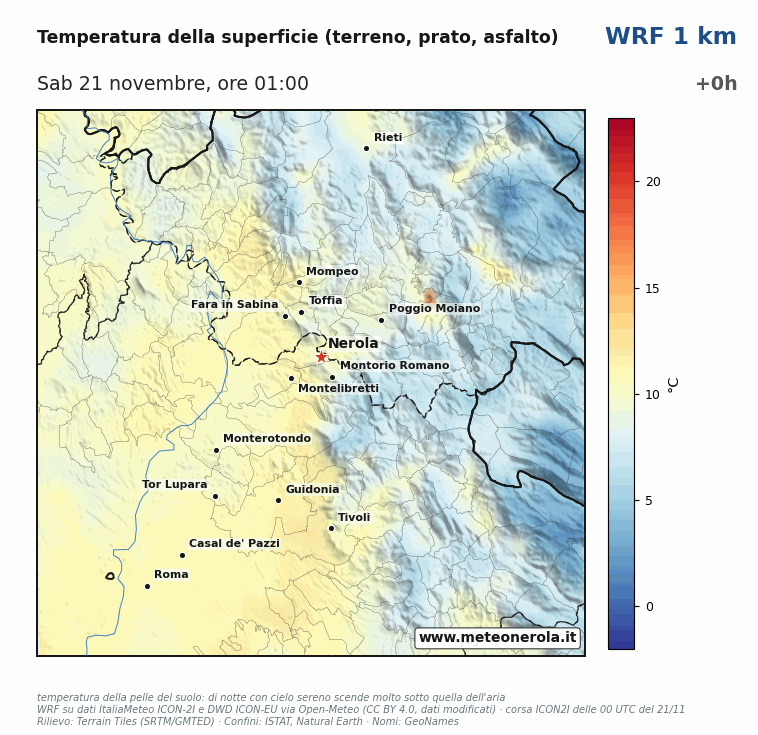 Temperatura della superficie (terreno, prato, asfalto)
WRF 1 km
Sab 21 novembre, ore 01:00
+0h
Rieti
Mompeo
Fara in Sabina
Toffia
Poggio Moiano
Nerola
Montorio Romano
Montelibretti
Monterotondo
Tor Lupara
Guidonia
Tivoli
Casal de' Pazzi
Roma
www.meteonerola.it
20
15
10
5
0
°C
temperatura della pelle del suolo: di notte con cielo sereno scende molto sotto quella dell'aria
WRF su dati ItaliaMeteo ICON-2I e DWD ICON-EU via Open-Meteo (CC BY 4.0, dati modificati) · corsa ICON2I delle 00 UTC del 21/11
Rilievo: Terrain Tiles (SRTM/GMTED) · Confini: ISTAT, Natural Earth · Nomi: GeoNames